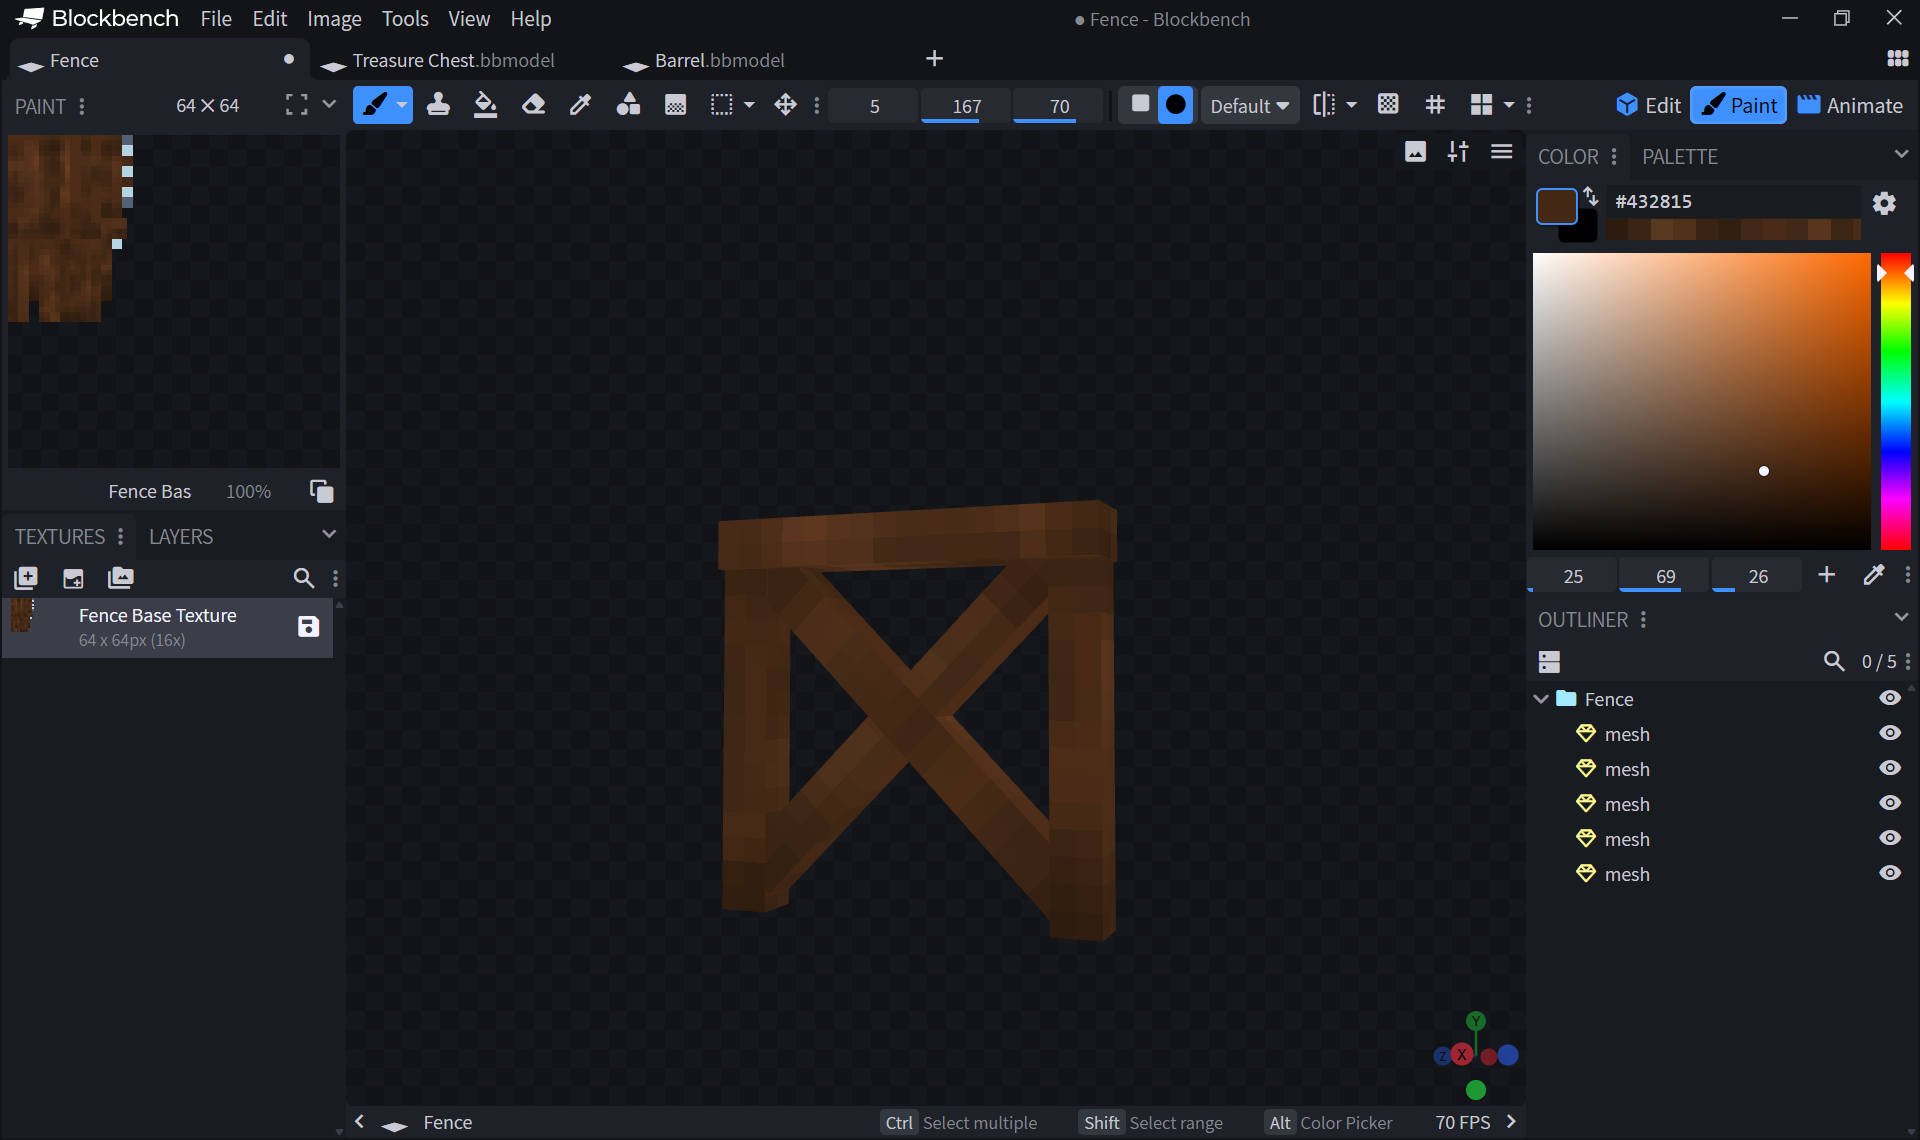 Blockbench File Edit Image Tools View Help
● Fence - Blockbench
Fence
Treasure Chest.bbmodel
Barrel.bbmodel
PAINT
64 × 64
5
167
70
Default
Edit
Paint
Animate
COLOR
PALETTE
#432815
Fence Bas
100%
TEXTURES
LAYERS
25
69
26
Fence Base Texture
64 x 64px (16x)
OUTLINER
0 / 5
Fence
mesh
mesh
mesh
mesh
mesh
Y
Z
X
Fence
Ctrl Select multiple
Shift Select range
Alt Color Picker
70 FPS